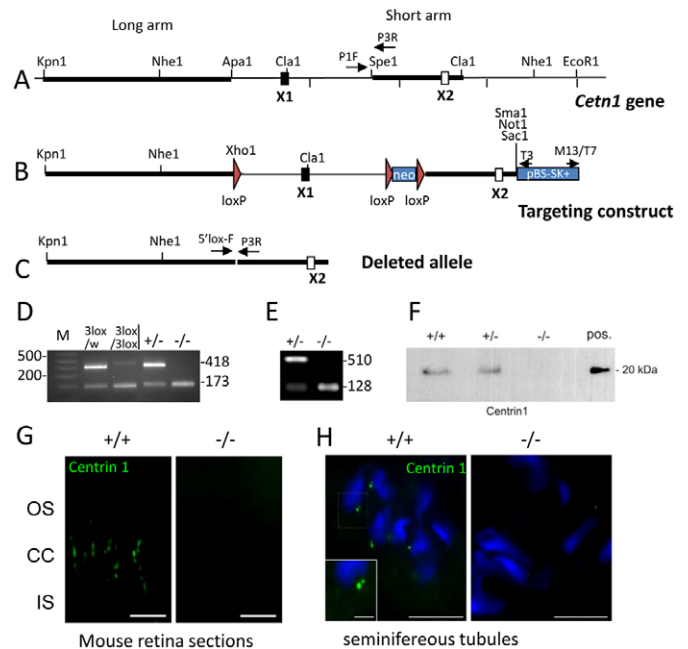 Long arm
Short arm
P3R
P1F
Kpn1 Nhe1 Apa1 Cla1 Spe1 Cla1 Nhe1 EcoR1
A
X1 X2
Cetn1 gene
Sma1
Not1
Sac1
Xho1
Kpn1 Nhe1 Cla1 T3 M13/T7
B
neo pBS-SK+
X1 X2
loxP loxP loxP
Targeting construct
5'lox-F P3R
Kpn1 Nhe1
C
Deleted allele
X2
D
M 3lox/w 3lox/3lox +/- -/-
500-
200-
-418
-173
E
+/- -/-
-510
-128
F
+/+ +/- -/- pos.
- 20 kDa
Centrin1
G
+/+ -/-
Centrin 1
OS
CC
IS
Mouse retina sections
H
+/+ -/-
Centrin 1
seminifereous tubules